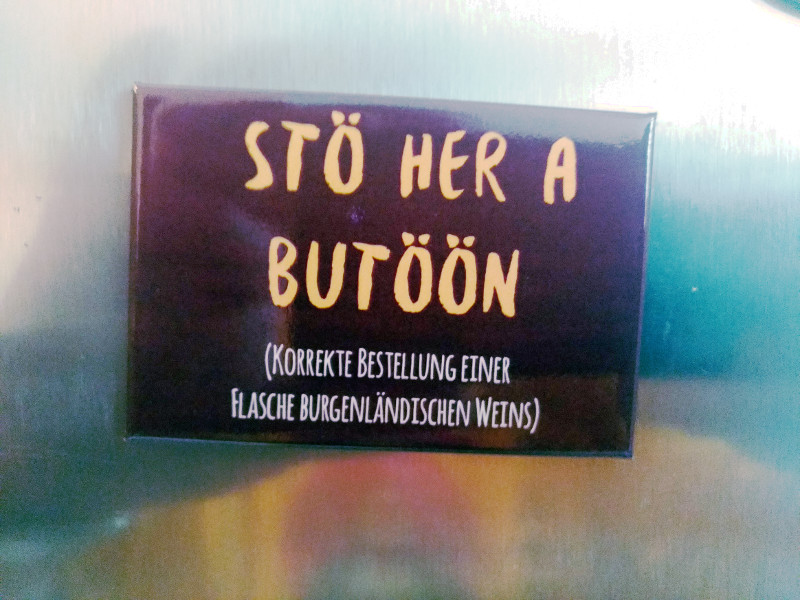 STÖ HER A
BUTÖÖN
(KORREKTE BESTELLUNG EINER
FLASCHE BURGENLÄNDISCHEN WEINS)